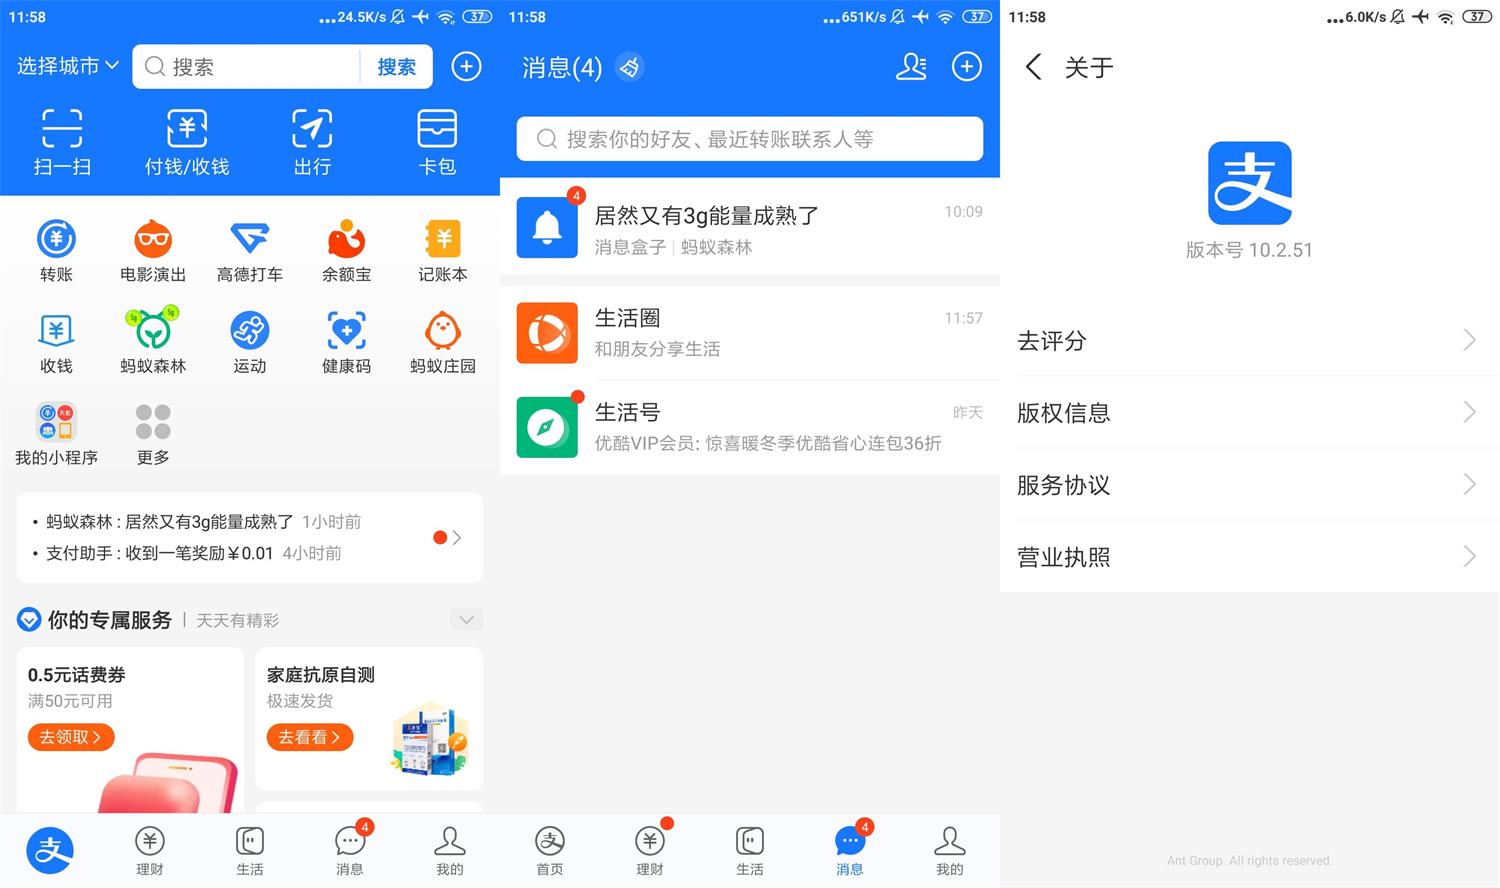 11:58
...24.5K/s
37
选择城市
搜索
搜索
扫一扫
付钱/收钱
出行
卡包
转账
电影演出
高德打车
余额宝
记账本
收钱
5g
5g
蚂蚁森林
运动
健康码
蚂蚁庄园
我的小程序
更多
• 蚂蚁森林 : 居然又有3g能量成熟了 1小时前
• 支付助手 : 收到一笔奖励￥0.01 4小时前
你的专属服务 | 天天有精彩
0.5元话费券
满50元可用
去领取
家庭抗原自测
极速发货
去看看
支
理财
生活
4
消息
我的
11:58
...651K/s
37
消息(4)
搜索你的好友、最近转账联系人等
4
居然又有3g能量成熟了
10:09
消息盒子 | 蚂蚁森林
生活圈
11:57
和朋友分享生活
生活号
昨天
优酷VIP会员: 惊喜暖冬季优酷省心连包36折
支
首页
理财
生活
4
消息
我的
11:58
...6.0K/s
37
关于
支
版本号 10.2.51
去评分
版权信息
服务协议
营业执照
Ant Group. All rights reserved.